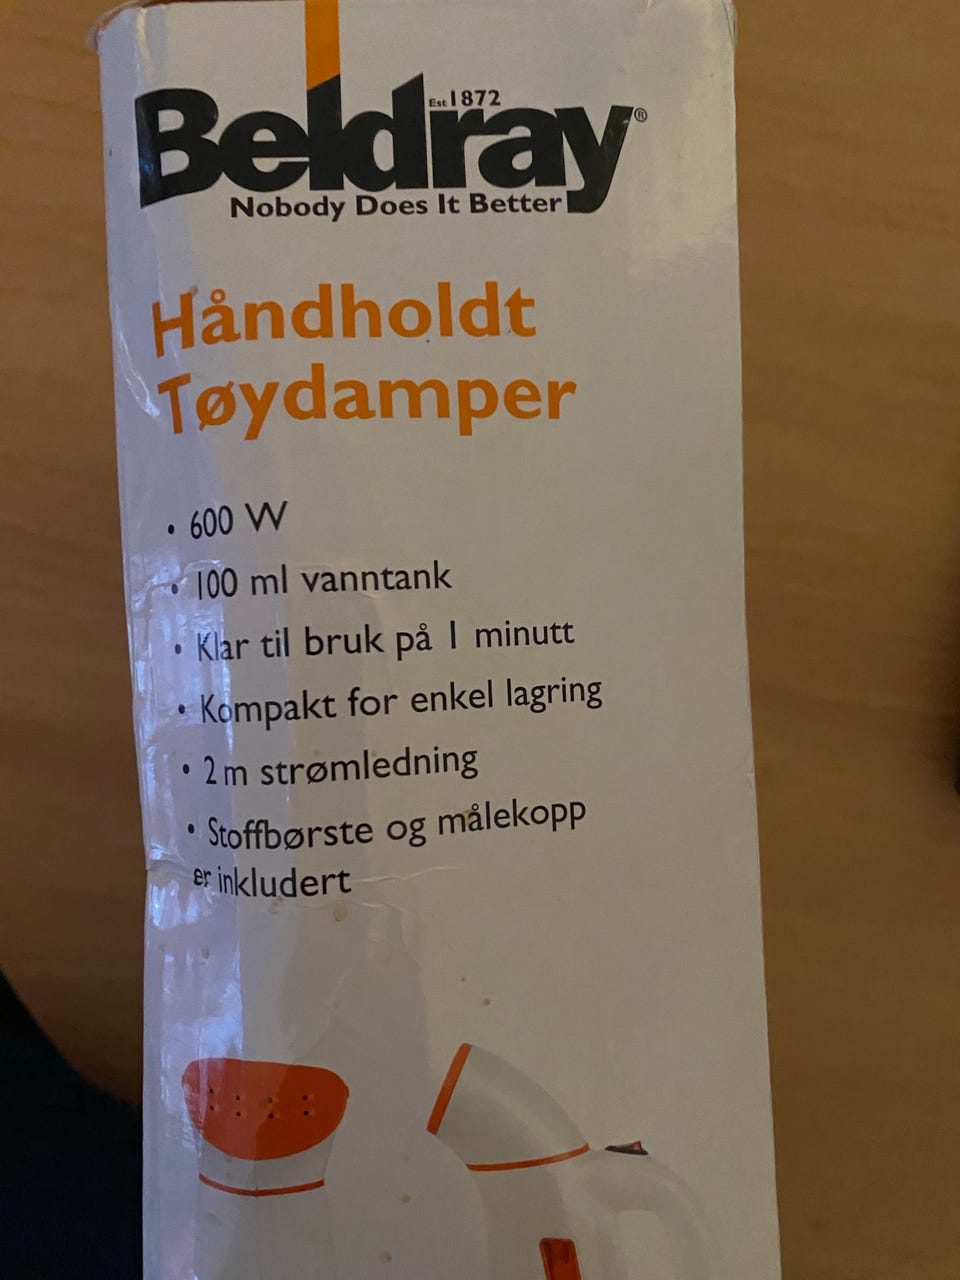 Beldray®
Est 1872
Nobody Does It Better
Håndholdt
Tøydamper
• 600 W
• 100 ml vanntank
• Klar til bruk på 1 minutt
• Kompakt for enkel lagring
• 2 m strømledning
• Stoffbørste og målekopp
er inkludert